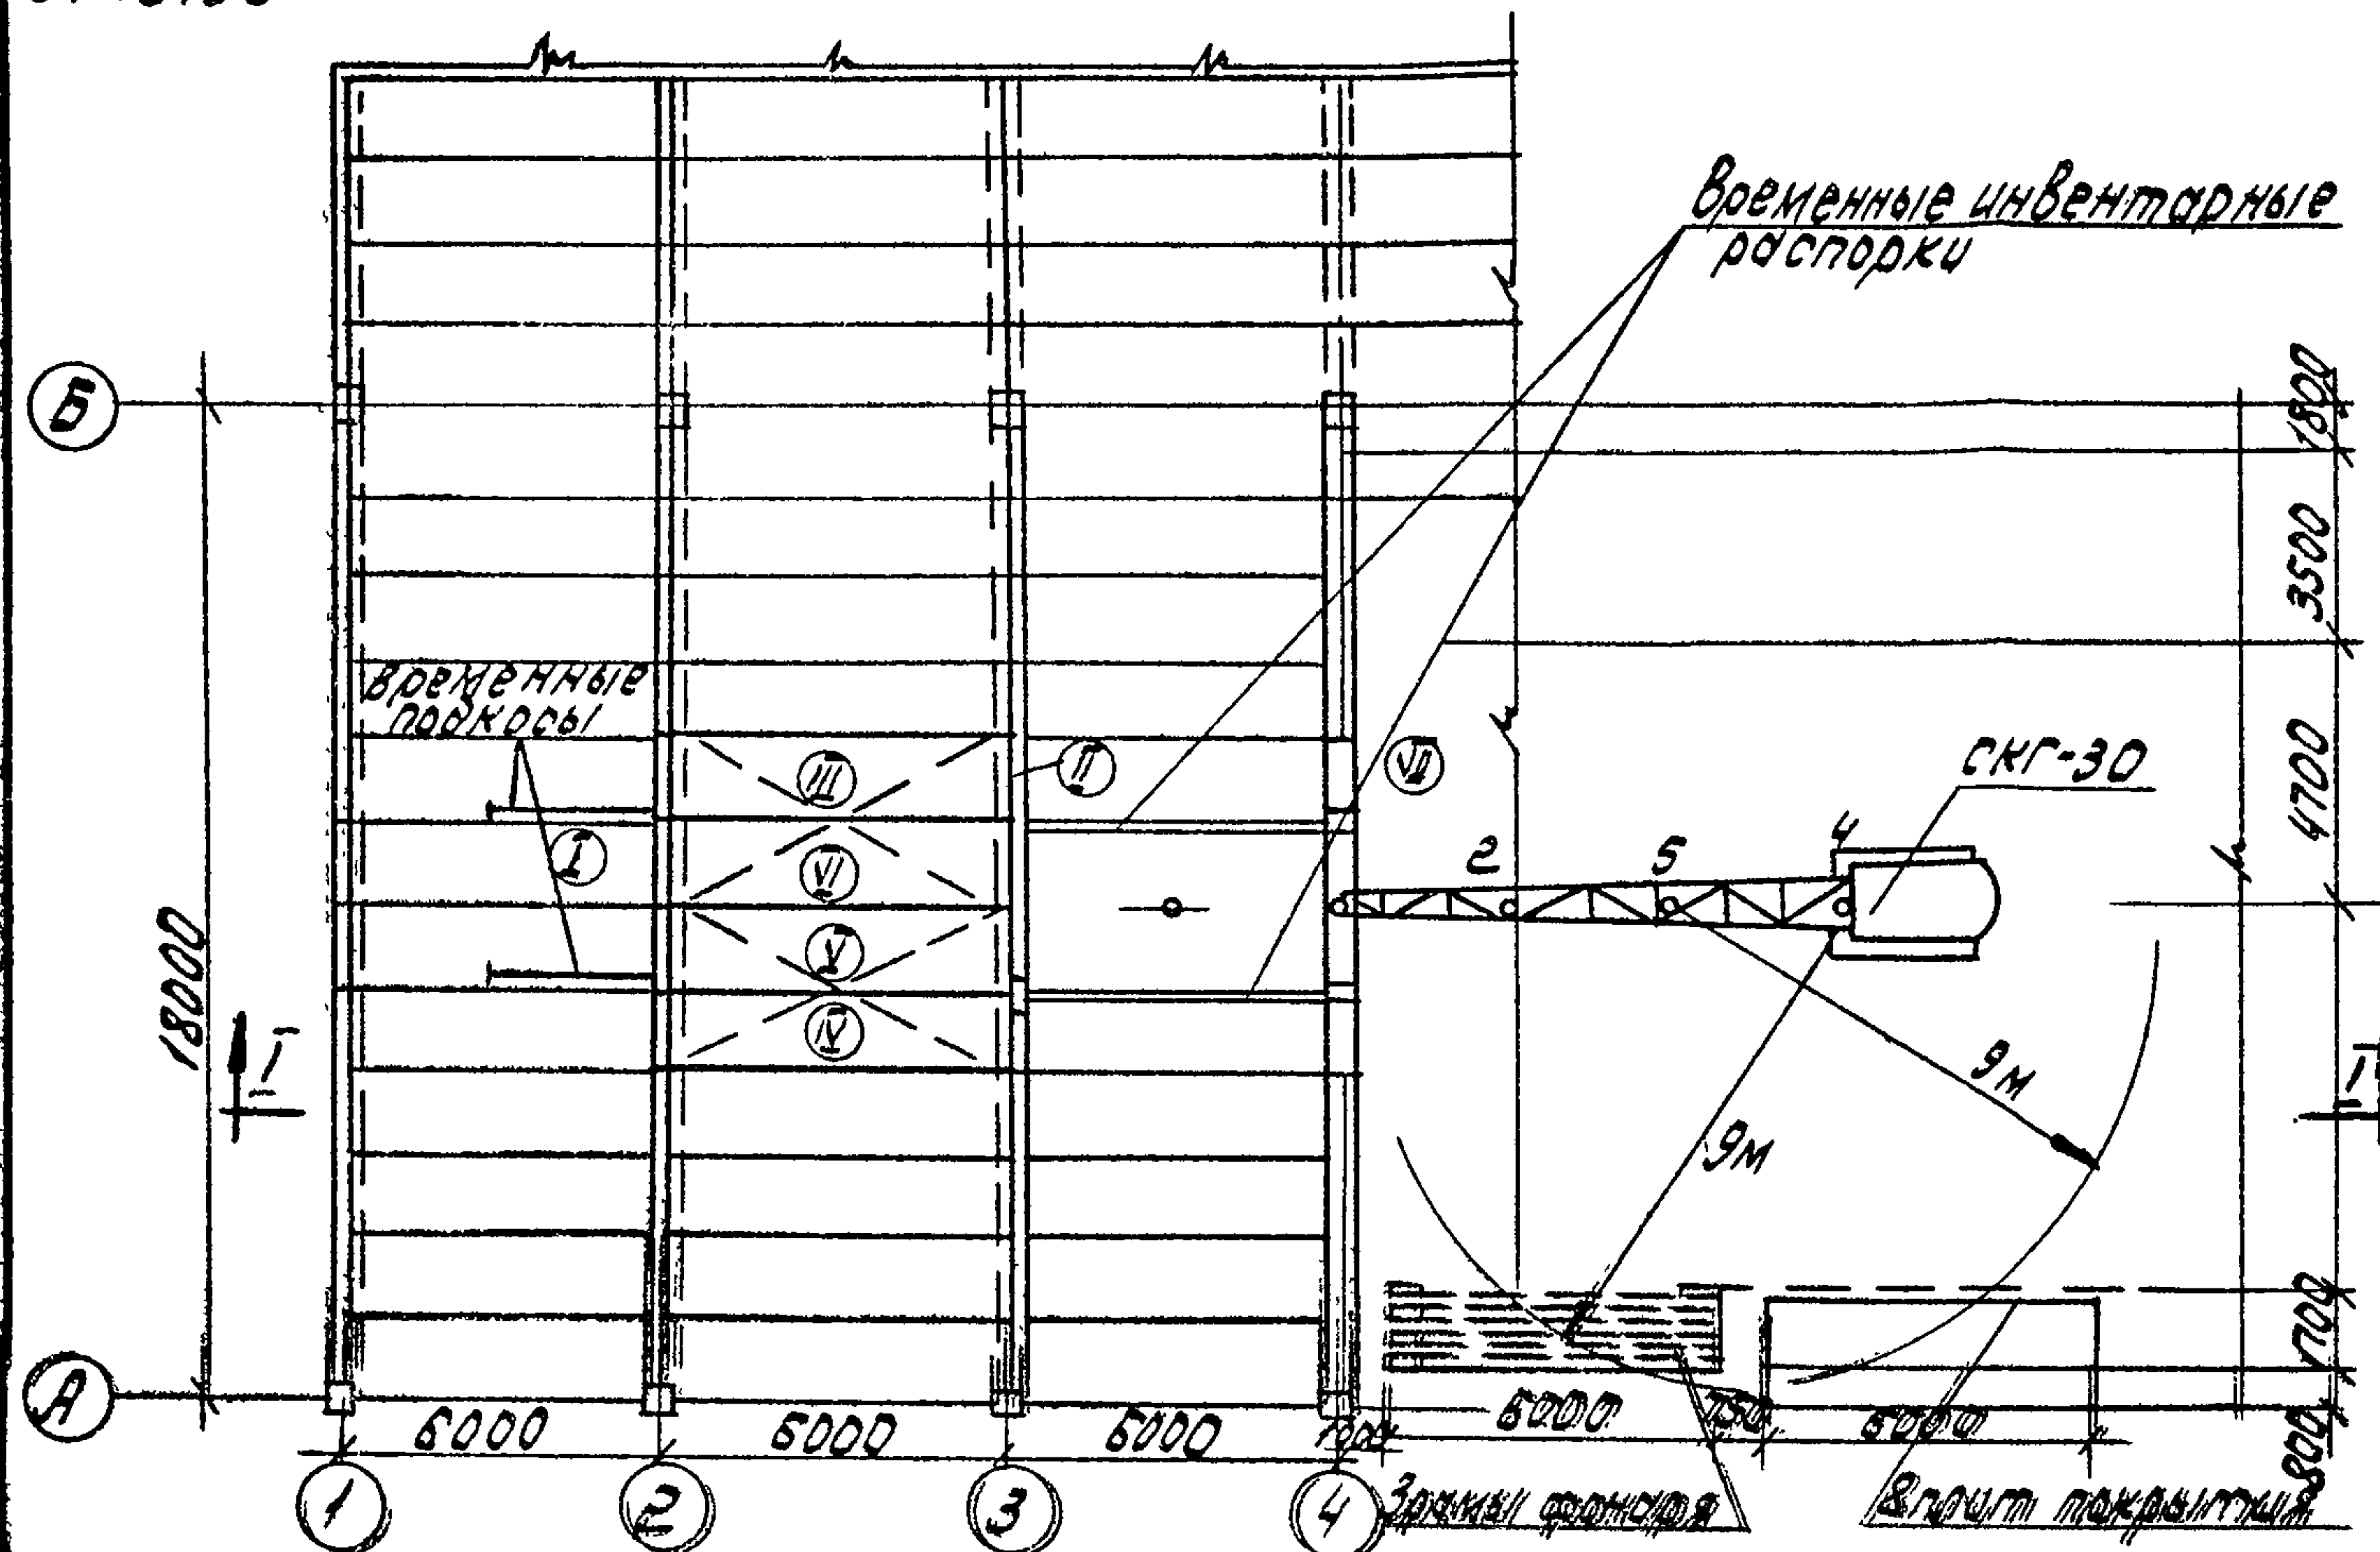 Временные инвентарные
распорки
Б
1800
3500
временные
подкосы
III
II
VII
СКГ-30
4700
I
VI
2
5
4
V
18000
IV
I
I
9м
9м
1700
А
6000
6000
6000
1000
6000
750
6000
800
1
2
3
4
3 рамы фонаря
8 плит покрытия